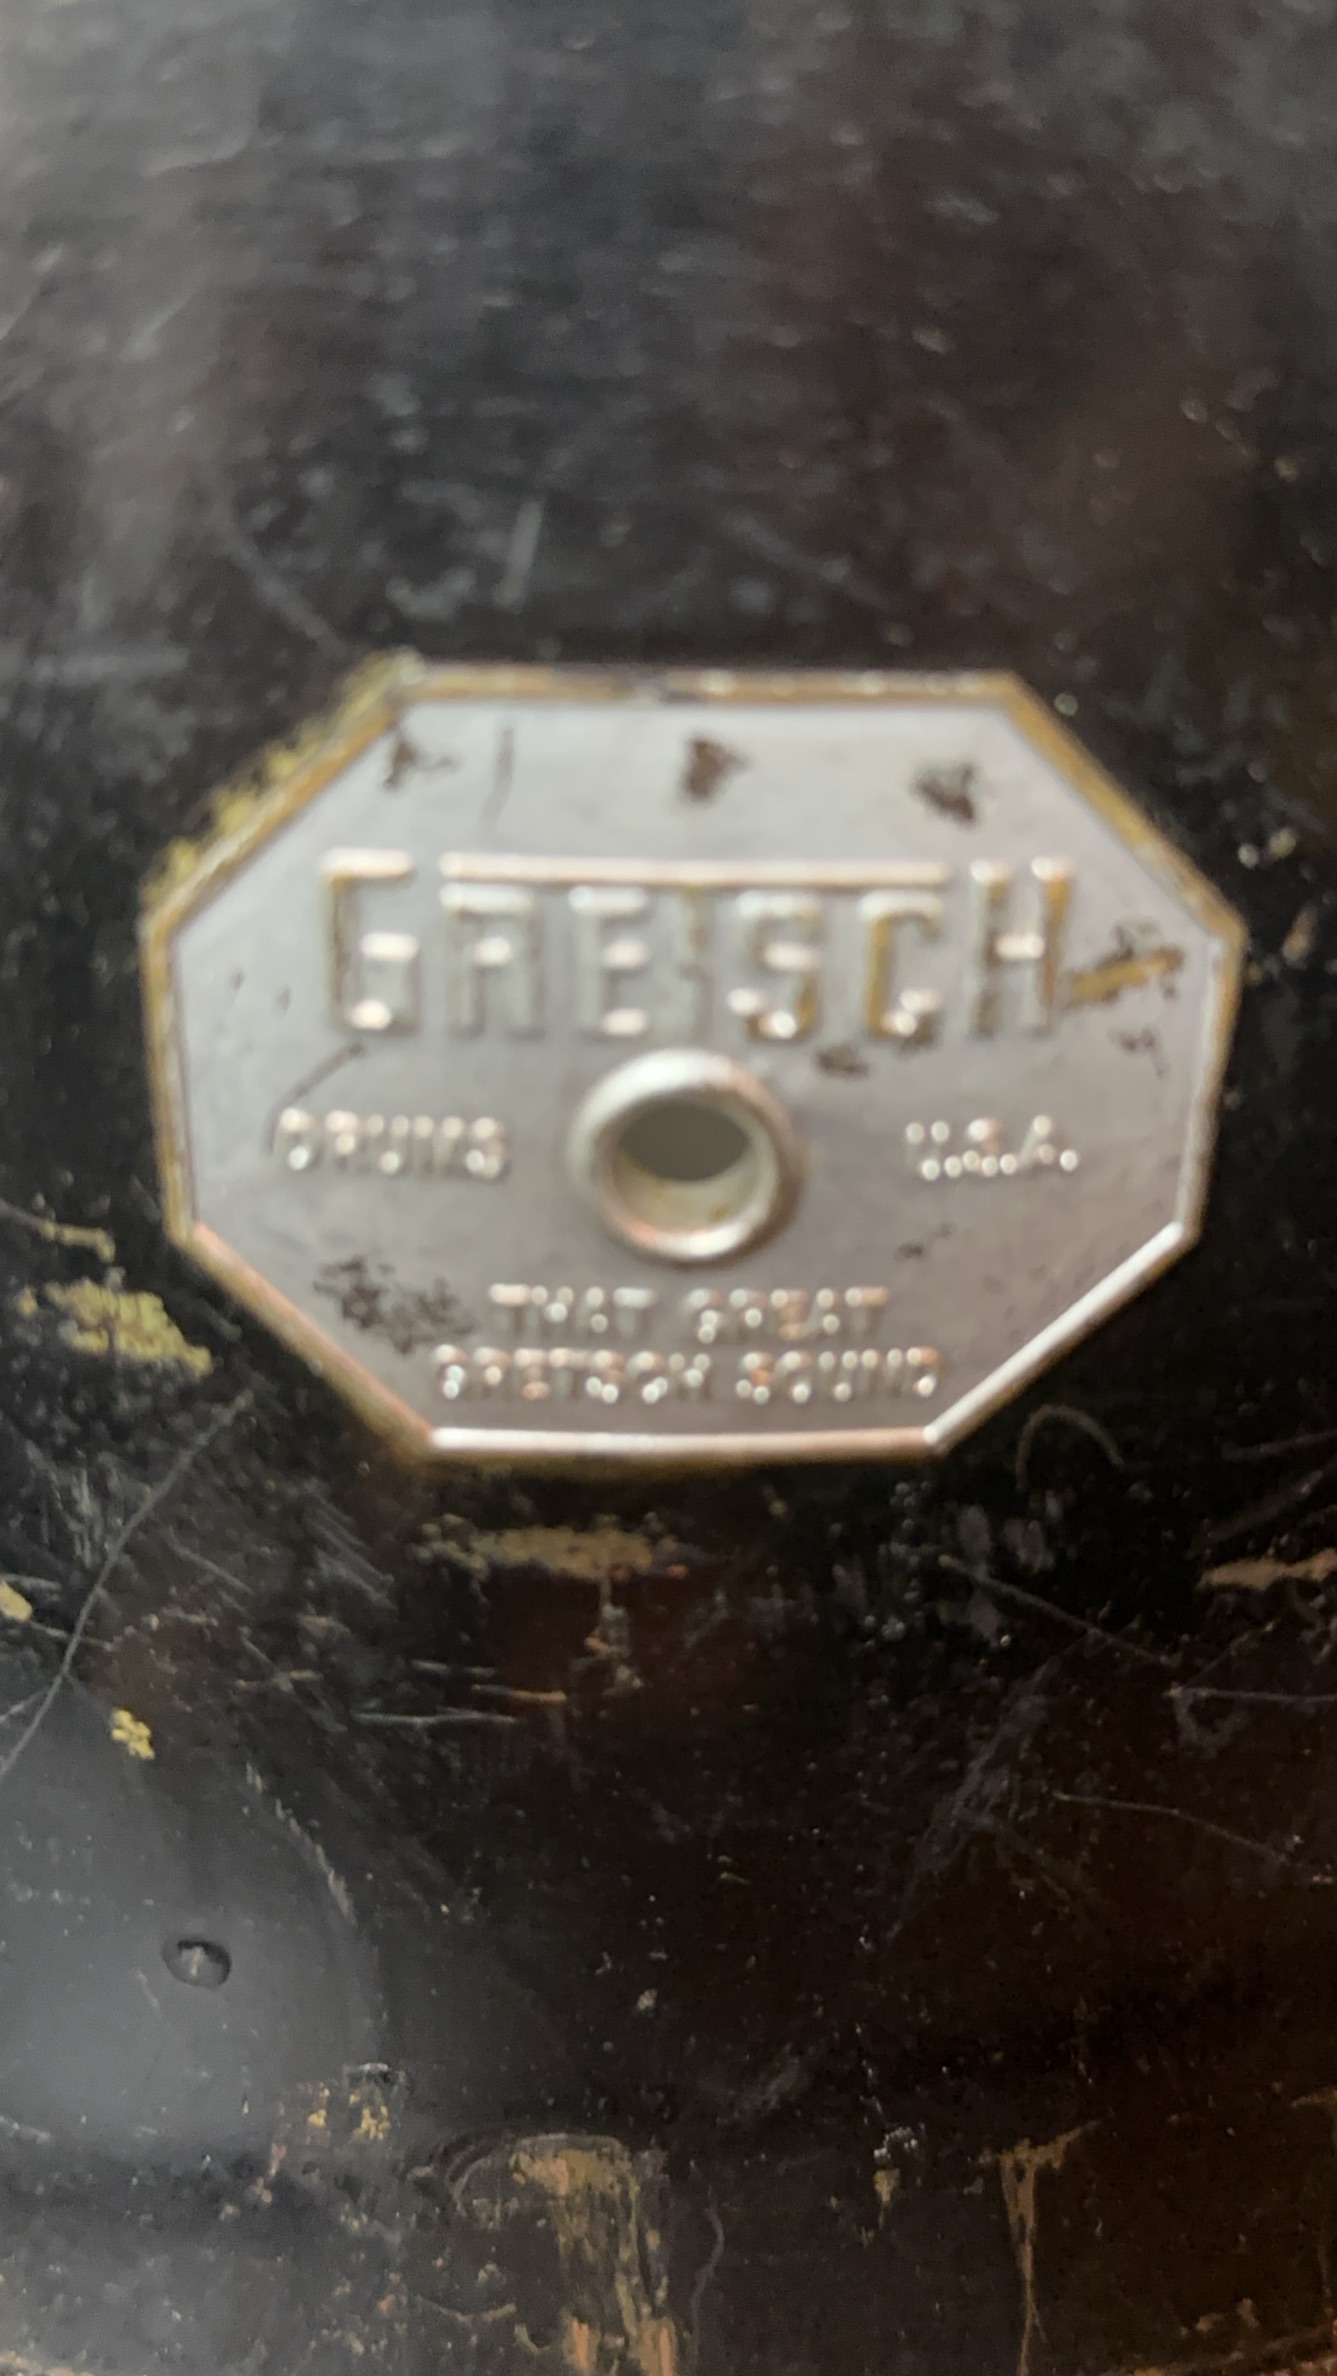 GRETSCH
DRUMS U.S.A.
THAT GREAT
GRETSCH SOUND